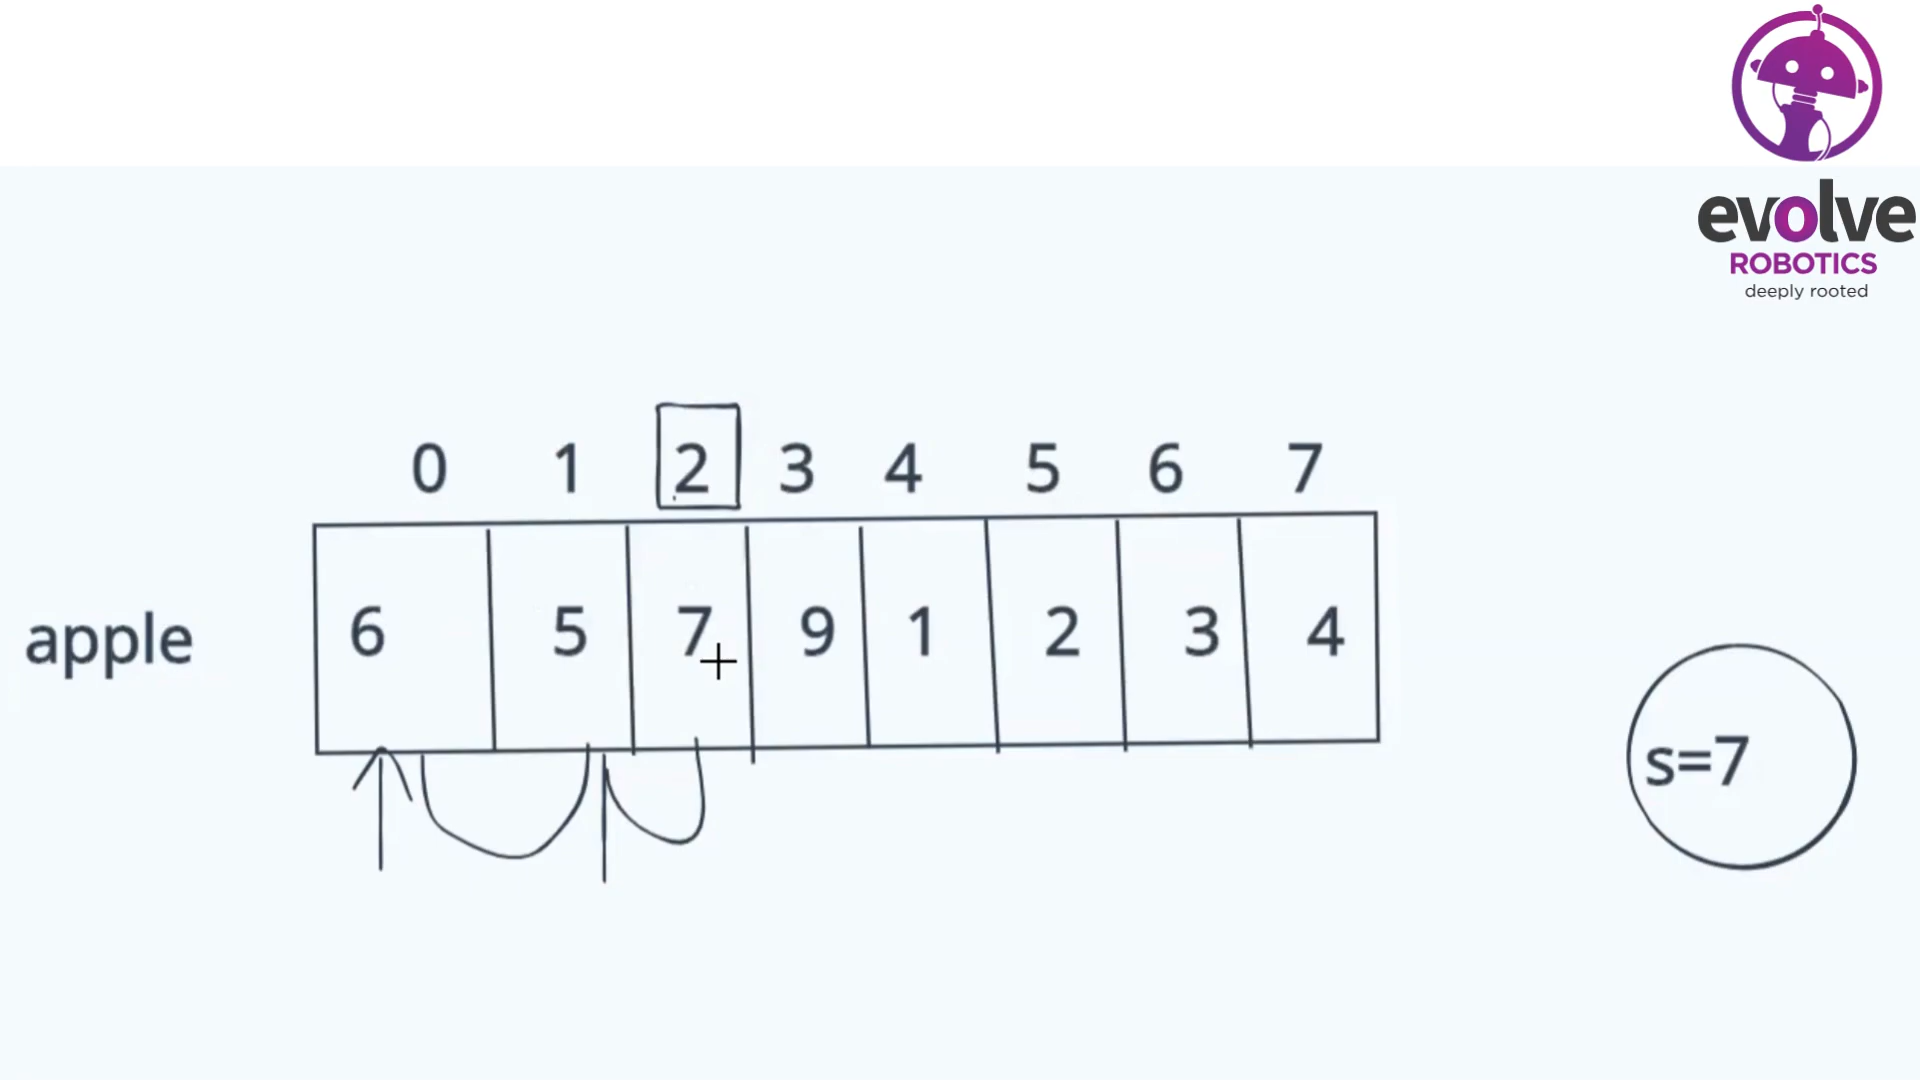 evolve
ROBOTICS
deeply rooted
0 1 2 3 4 5 6 7
apple 6 5 7 9 1 2 3 4
s=7